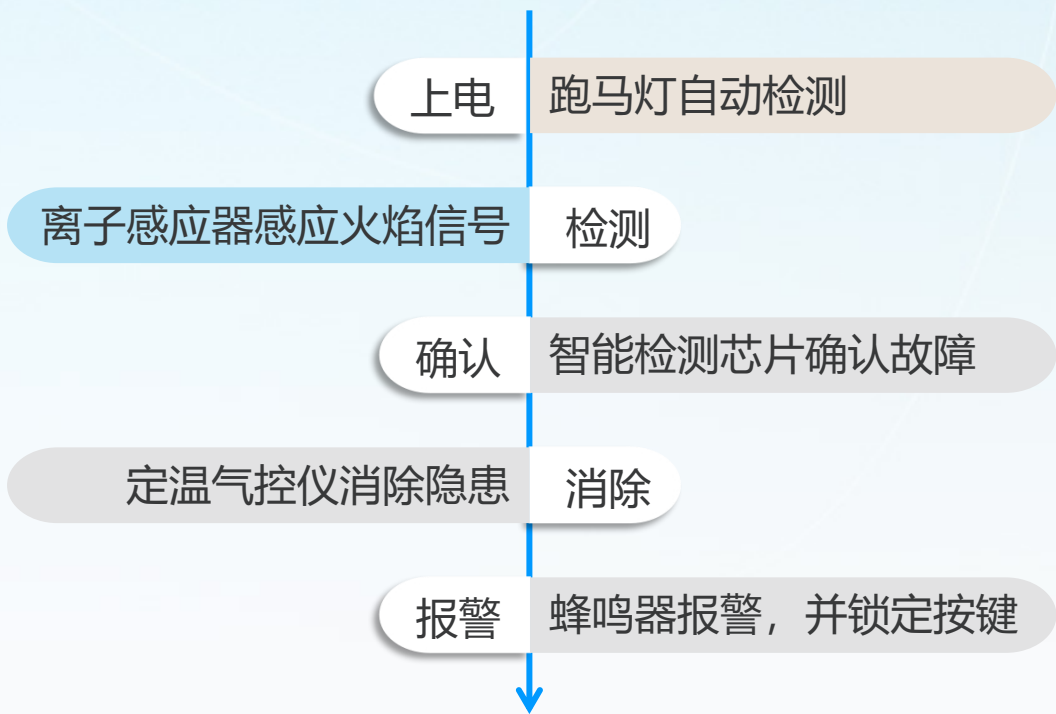 上电 跑马灯自动检测
离子感应器感应火焰信号 检测
确认 智能检测芯片确认故障
定温气控仪消除隐患 消除
报警 蜂鸣器报警，并锁定按键